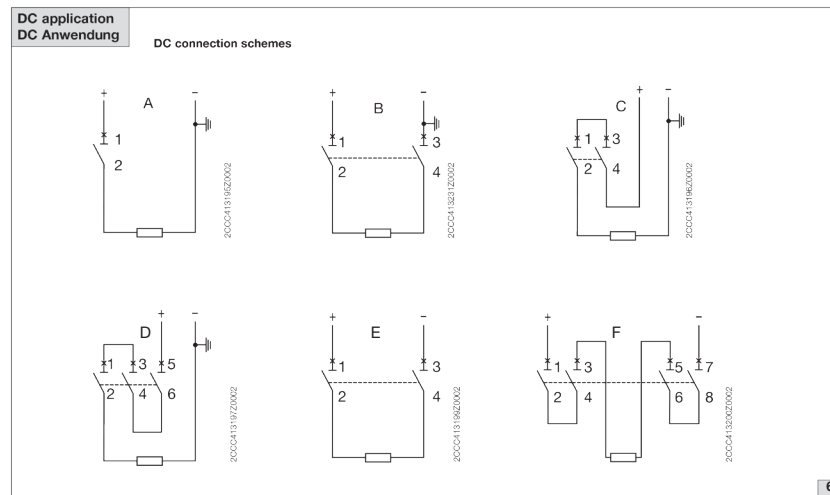 DC application
DC Anwendung
DC connection schemes
+ A −
1
2
2CCC413195Z0002
+ B −
1 3
2 4
2CCC413231Z0002
C + −
1 3
2 4
2CCC413196Z0002
D + −
1 3 5
2 4 6
2CCC413197Z0002
+ E −
1 3
2 4
2CCC413199Z0002
+ F −
1 3 5 7
2 4 6 8
2CCC413200Z0002
6